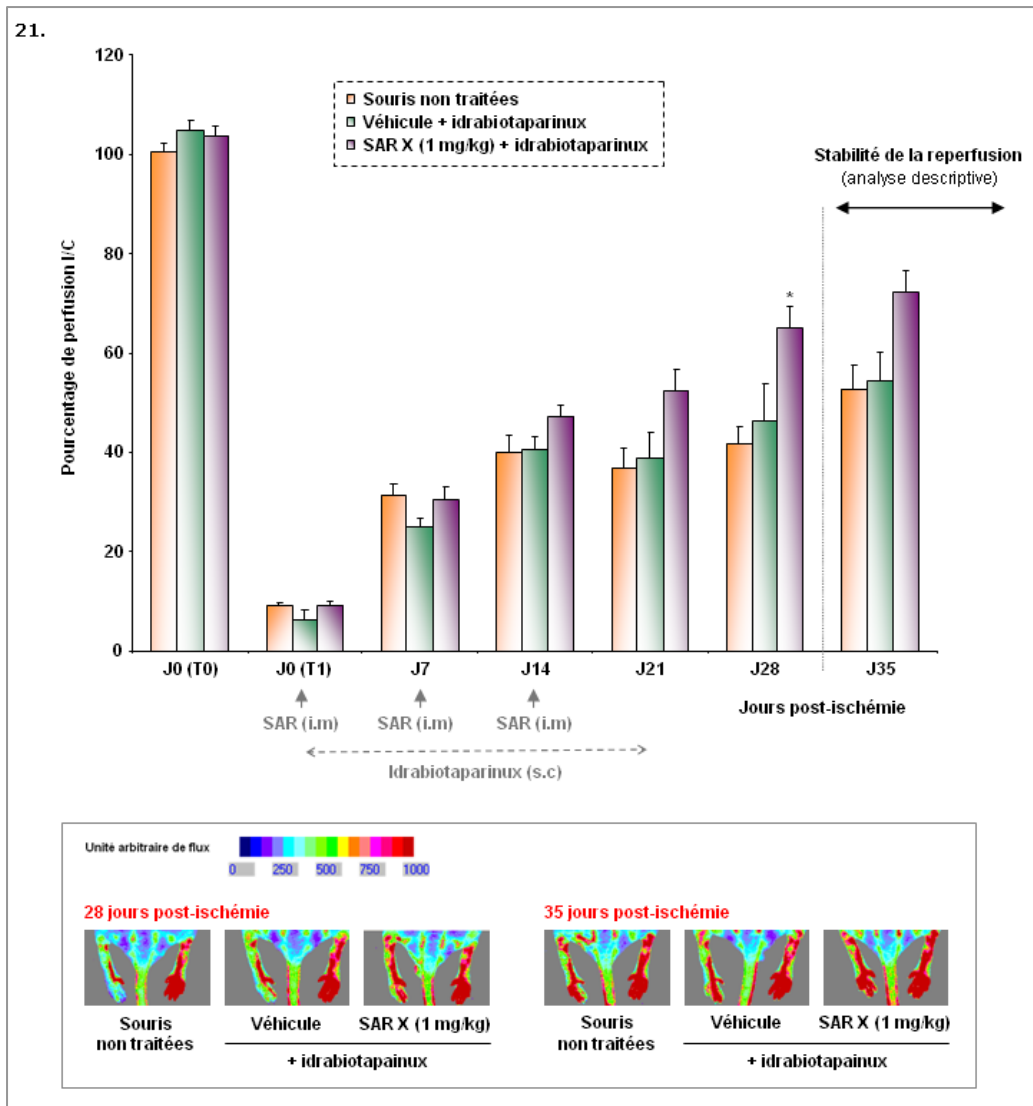 21.
120
100
80
60
40
20
0
Pourcentage de perfusion I/C
Souris non traitées
Véhicule + idrabiotaparinux
SAR X (1 mg/kg) + idrabiotaparinux
Stabilité de la reperfusion
(analyse descriptive)
*
J0 (T0) J0 (T1) J7 J14 J21 J28 J35
SAR (i.m) SAR (i.m) SAR (i.m)
Jours post-ischémie
Idrabiotaparinux (s.c)
Unité arbitraire de flux
0 250 500 750 1000
28 jours post-ischémie
Souris
non traitées
Véhicule SAR X (1 mg/kg)
+ idrabiotapainux
35 jours post-ischémie
Souris
non traitées
Véhicule SAR X (1 mg/kg)
+ idrabiotapainux